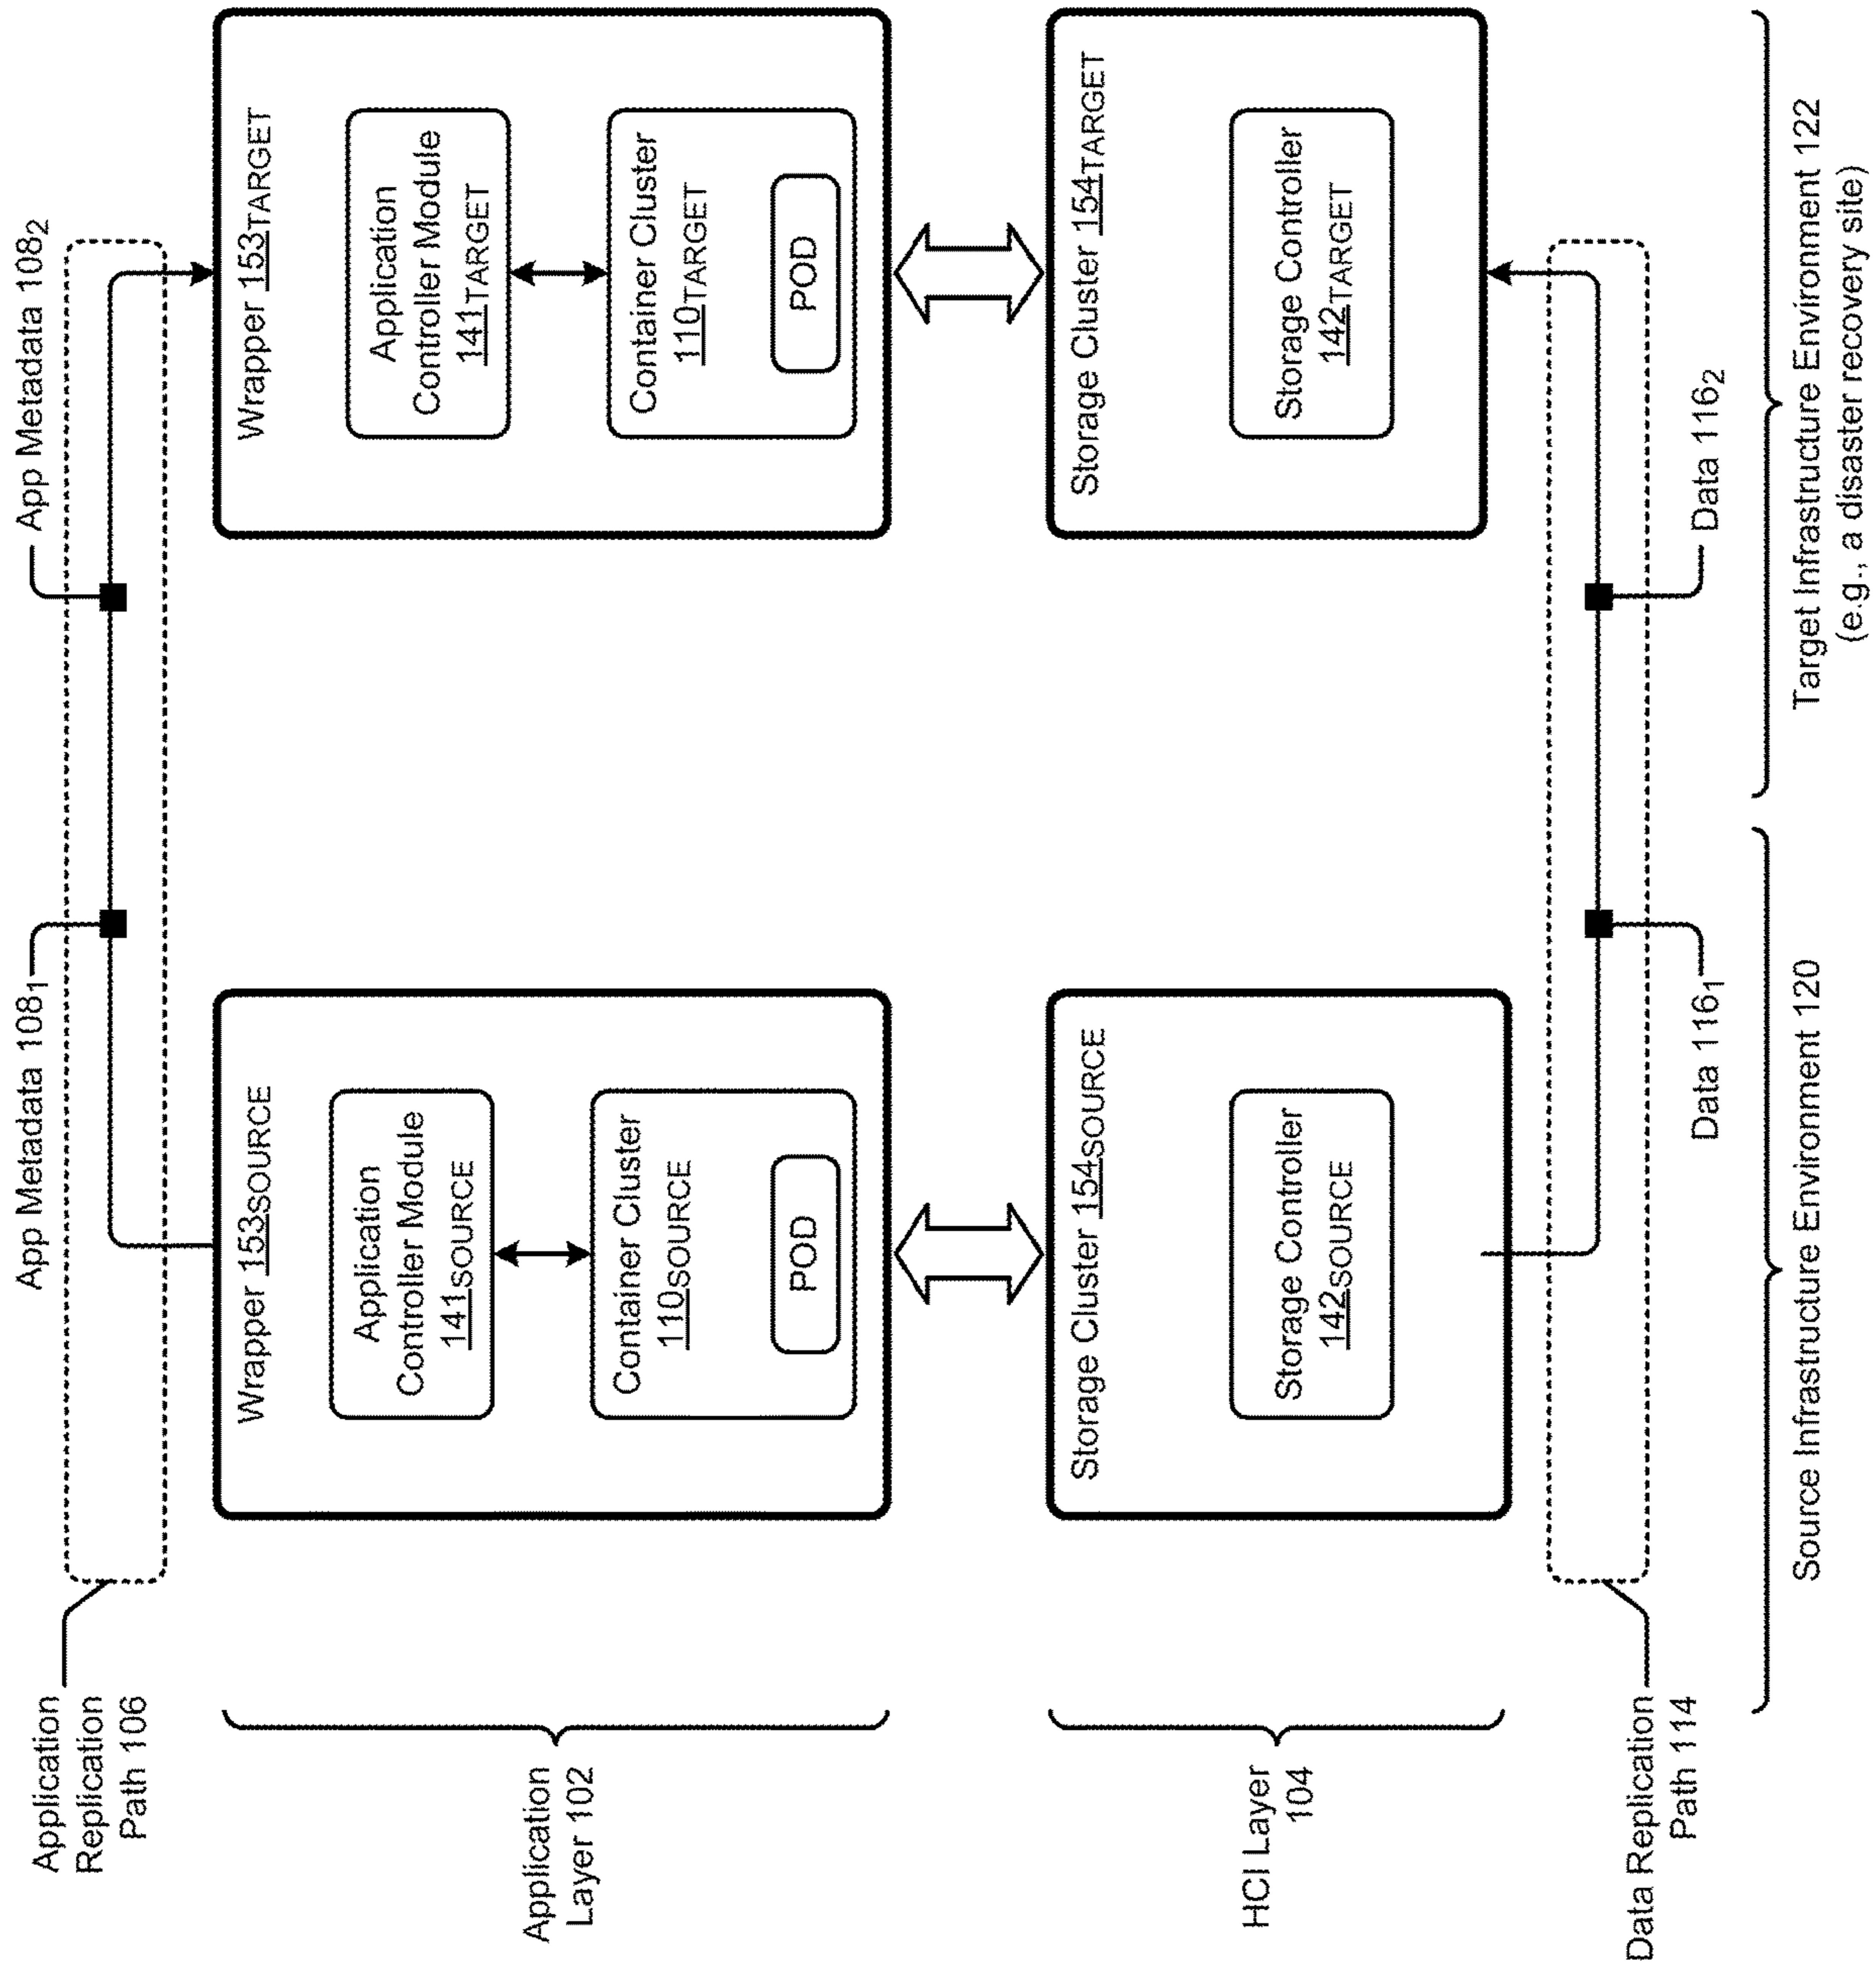 Application
Replication
Path 106
App Metadata 108₁
App Metadata 108₂
Application
Layer 102
Wrapper 153SOURCE
Application
Controller Module
141SOURCE
Container Cluster
110SOURCE
POD
Wrapper 153TARGET
Application
Controller Module
141TARGET
Container Cluster
110TARGET
POD
HCI Layer
104
Storage Cluster 154SOURCE
Storage Controller
142SOURCE
Storage Cluster 154TARGET
Storage Controller
142TARGET
Data Replication
Path 114
Data 116₁
Data 116₂
Source Infrastructure Environment 120
Target Infrastructure Environment 122
(e.g., a disaster recovery site)